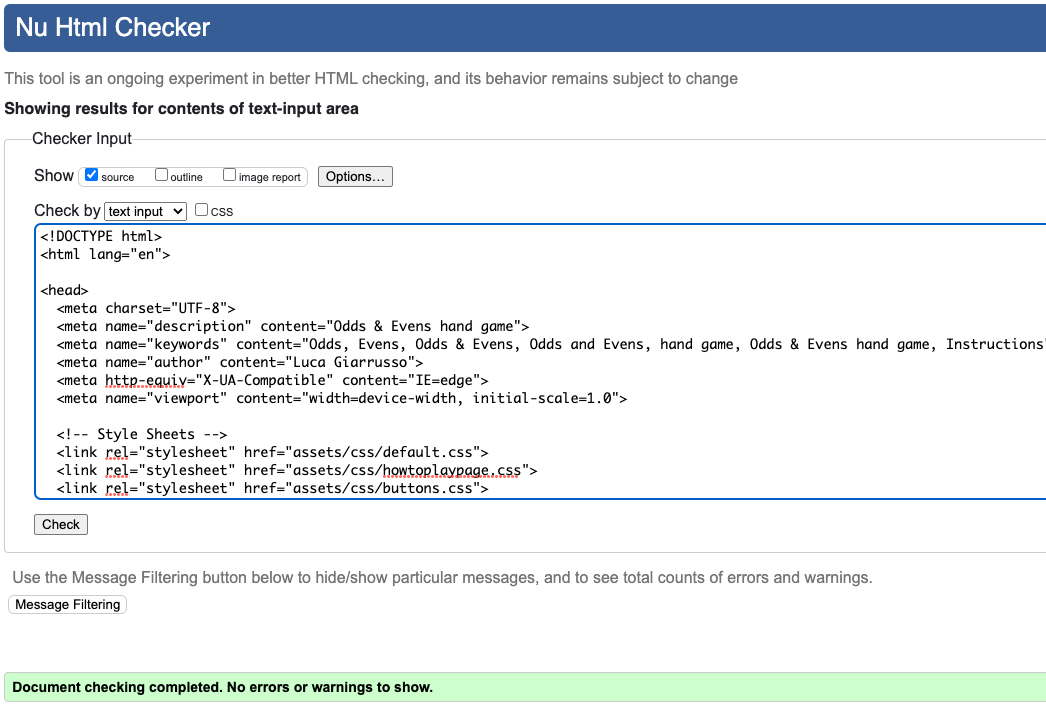 Nu Html Checker
This tool is an ongoing experiment in better HTML checking, and its behavior remains subject to change
Showing results for contents of text-input area
Checker Input
Show source outline image report Options...
Check by text input css
<!DOCTYPE html>
<html lang="en">
<head>
<meta charset="UTF-8">
<meta name="description" content="Odds & Evens hand game">
<meta name="keywords" content="Odds, Evens, Odds & Evens, Odds and Evens, hand game, Odds & Evens hand game, Instructions"
<meta name="author" content="Luca Giarrusso">
<meta http-equiv="X-UA-Compatible" content="IE=edge">
<meta name="viewport" content="width=device-width, initial-scale=1.0">
<!-- Style Sheets -->
<link rel="stylesheet" href="assets/css/default.css">
<link rel="stylesheet" href="assets/css/howtoplaypage.css">
<link rel="stylesheet" href="assets/css/buttons.css">
Check
Use the Message Filtering button below to hide/show particular messages, and to see total counts of errors and warnings.
Message Filtering
Document checking completed. No errors or warnings to show.